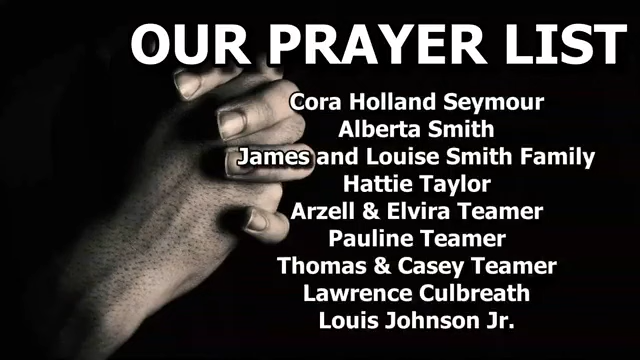 OUR PRAYER LIST
Cora Holland Seymour
Alberta Smith
James and Louise Smith Family
Hattie Taylor
Arzell & Elvira Teamer
Pauline Teamer
Thomas & Casey Teamer
Lawrence Culbreath
Louis Johnson Jr.